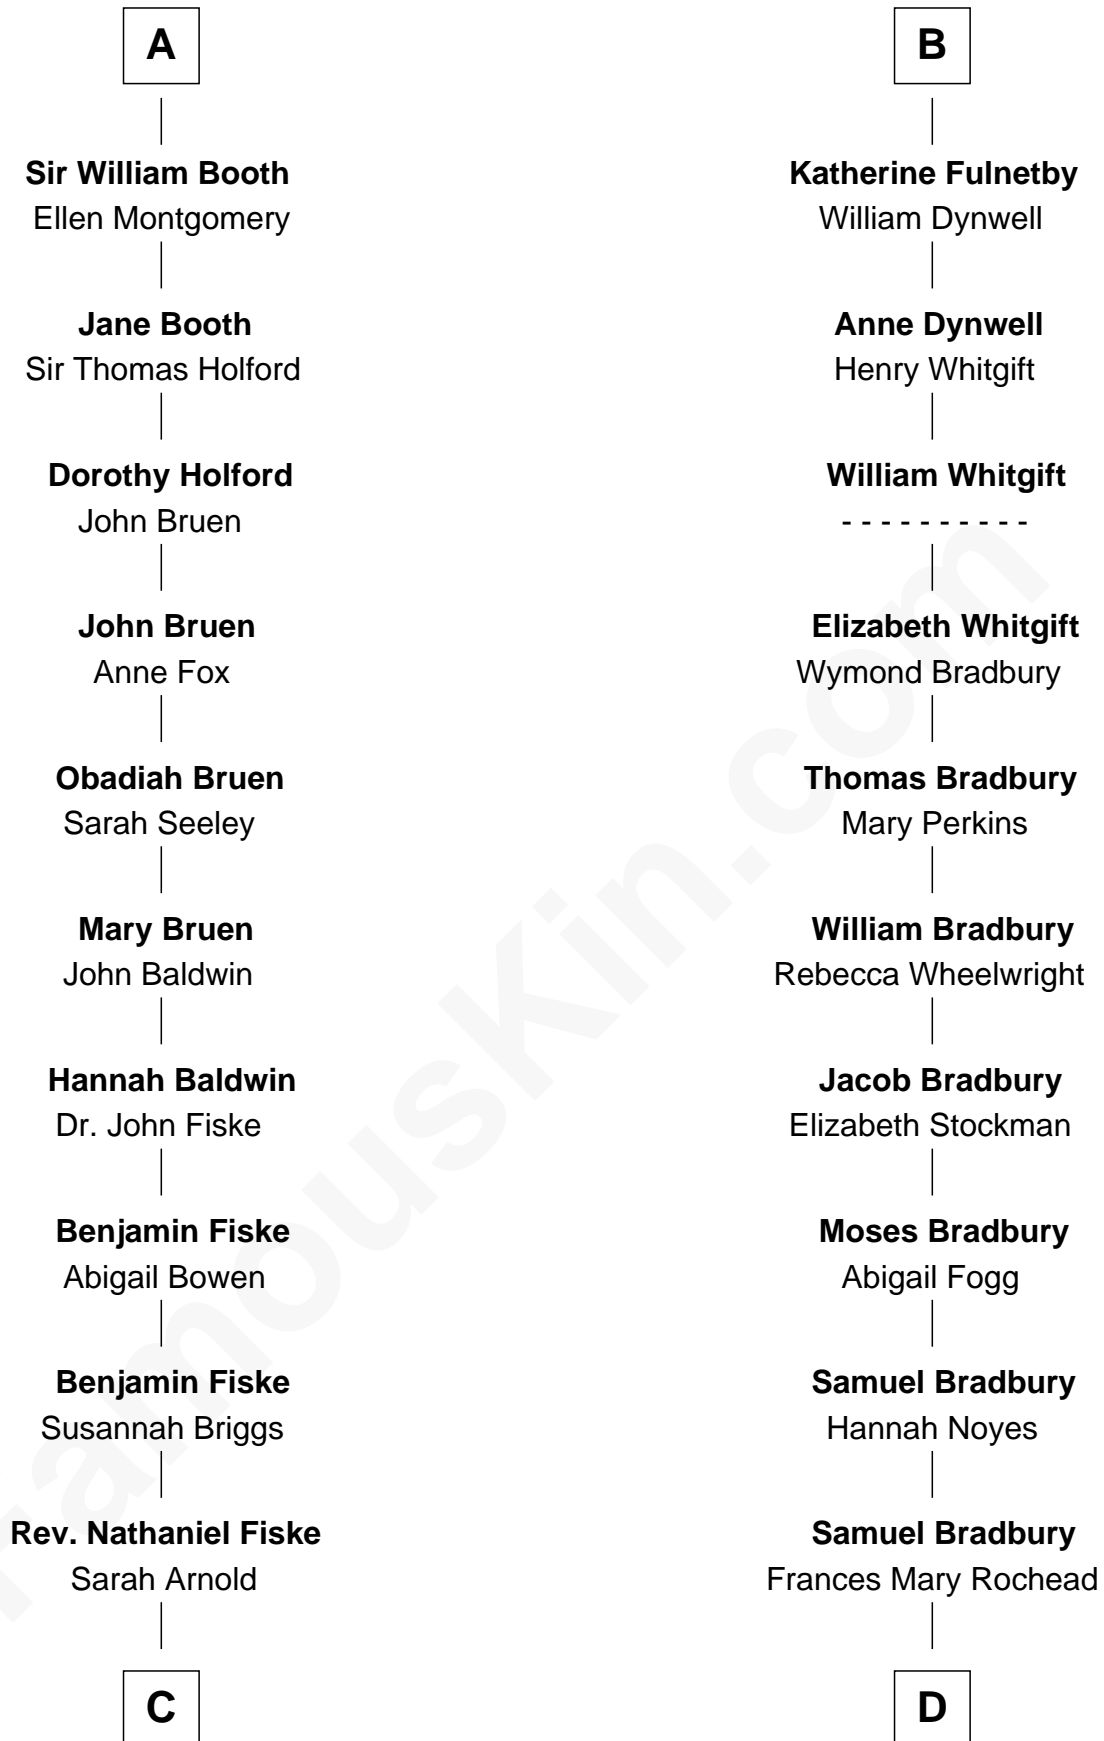 A
Sir William Booth
Ellen Montgomery
Jane Booth
Sir Thomas Holford
Dorothy Holford
John Bruen
John Bruen
Anne Fox
Obadiah Bruen
Sarah Seeley
Mary Bruen
John Baldwin
Hannah Baldwin
Dr. John Fiske
Benjamin Fiske
Abigail Bowen
Benjamin Fiske
Susannah Briggs
Rev. Nathaniel Fiske
Sarah Arnold
C
B
Katherine Fulnetby
William Dynwell
Anne Dynwell
Henry Whitgift
William Whitgift
- - - - - - - - - -
Elizabeth Whitgift
Wymond Bradbury
Thomas Bradbury
Mary Perkins
William Bradbury
Rebecca Wheelwright
Jacob Bradbury
Elizabeth Stockman
Moses Bradbury
Abigail Fogg
Samuel Bradbury
Hannah Noyes
Samuel Bradbury
Frances Mary Rochead
D
FamousKin.com